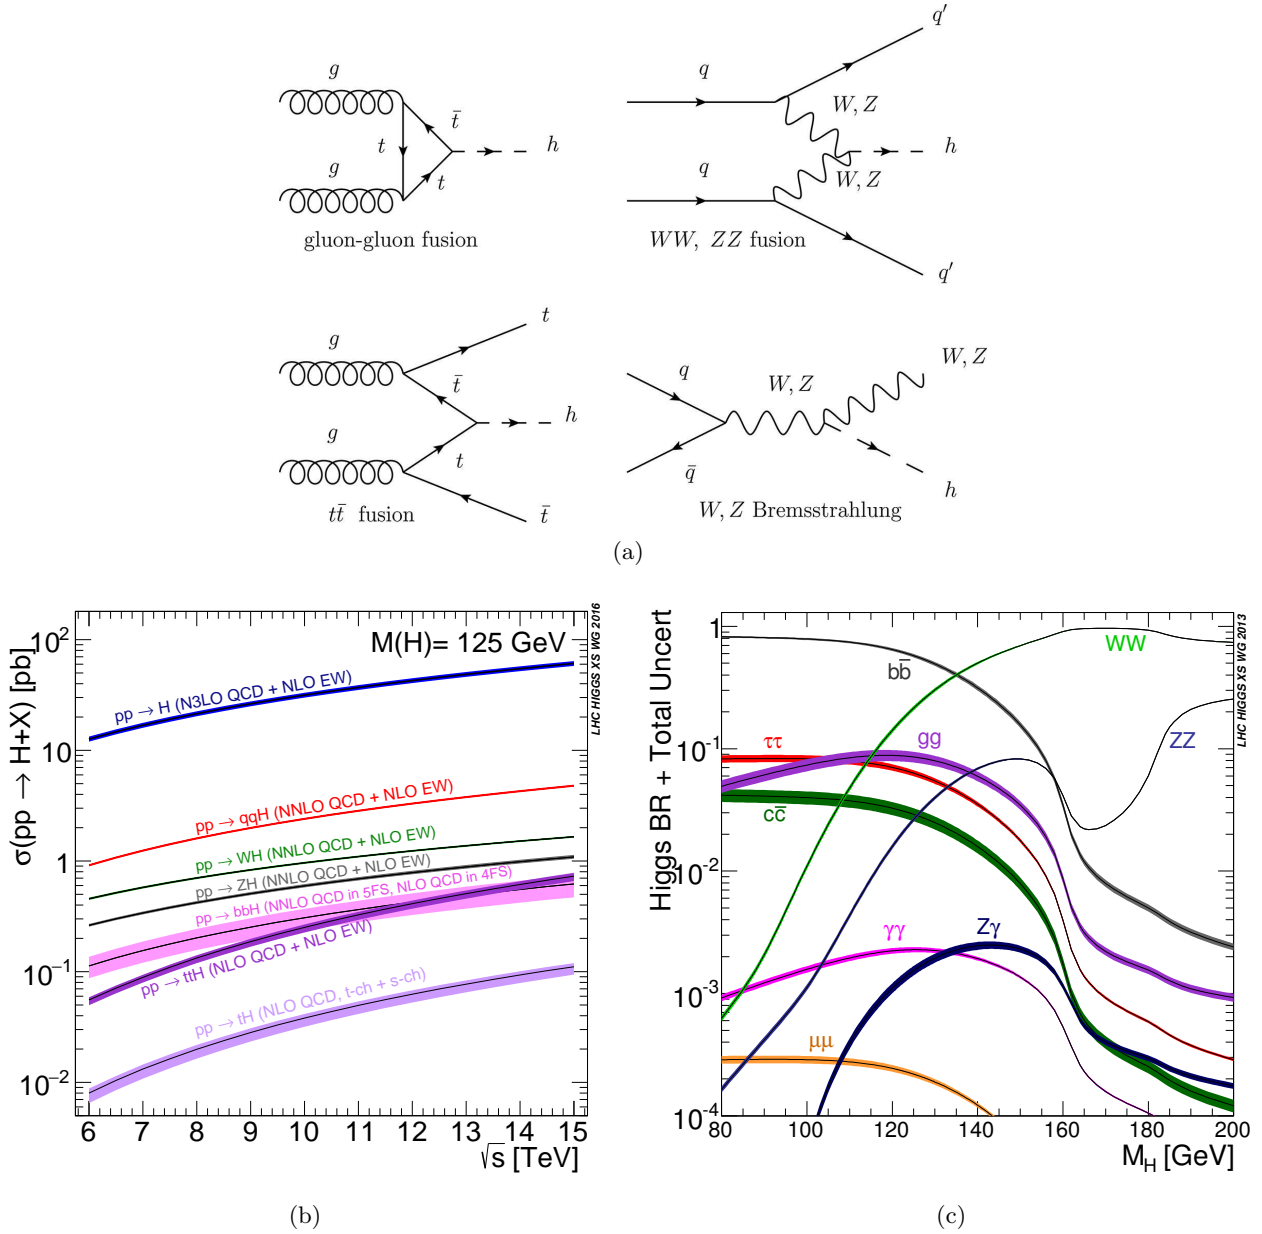 g
g
t
t̄
t
h
gluon-gluon fusion
q
q
q′
W, Z
W, Z
h
q′
WW, ZZ fusion
g
g
t
t̄
t
h
t̄
tt̄ fusion
q
q̄
W, Z
W, Z
h
W, Z Bremsstrahlung
(a)
σ(pp → H+X) [pb]
10²
10
1
10⁻¹
10⁻²
M(H)= 125 GeV
LHC HIGGS XS WG 2016
pp → H (N3LO QCD + NLO EW)
pp → qqH (NNLO QCD + NLO EW)
pp → WH (NNLO QCD + NLO EW)
pp → ZH (NNLO QCD + NLO EW)
pp → bbH (NNLO QCD in 5FS, NLO QCD in 4FS)
pp → ttH (NLO QCD + NLO EW)
pp → tH (NLO QCD, t-ch + s-ch)
6 7 8 9 10 11 12 13 14 15
√s [TeV]
(b)
Higgs BR + Total Uncert
1
10⁻¹
10⁻²
10⁻³
10⁻⁴
LHC HIGGS XS WG 2013
bb̄
WW
ττ
gg
ZZ
cc̄
γγ
Zγ
μμ
80 100 120 140 160 180 200
M_H [GeV]
(c)